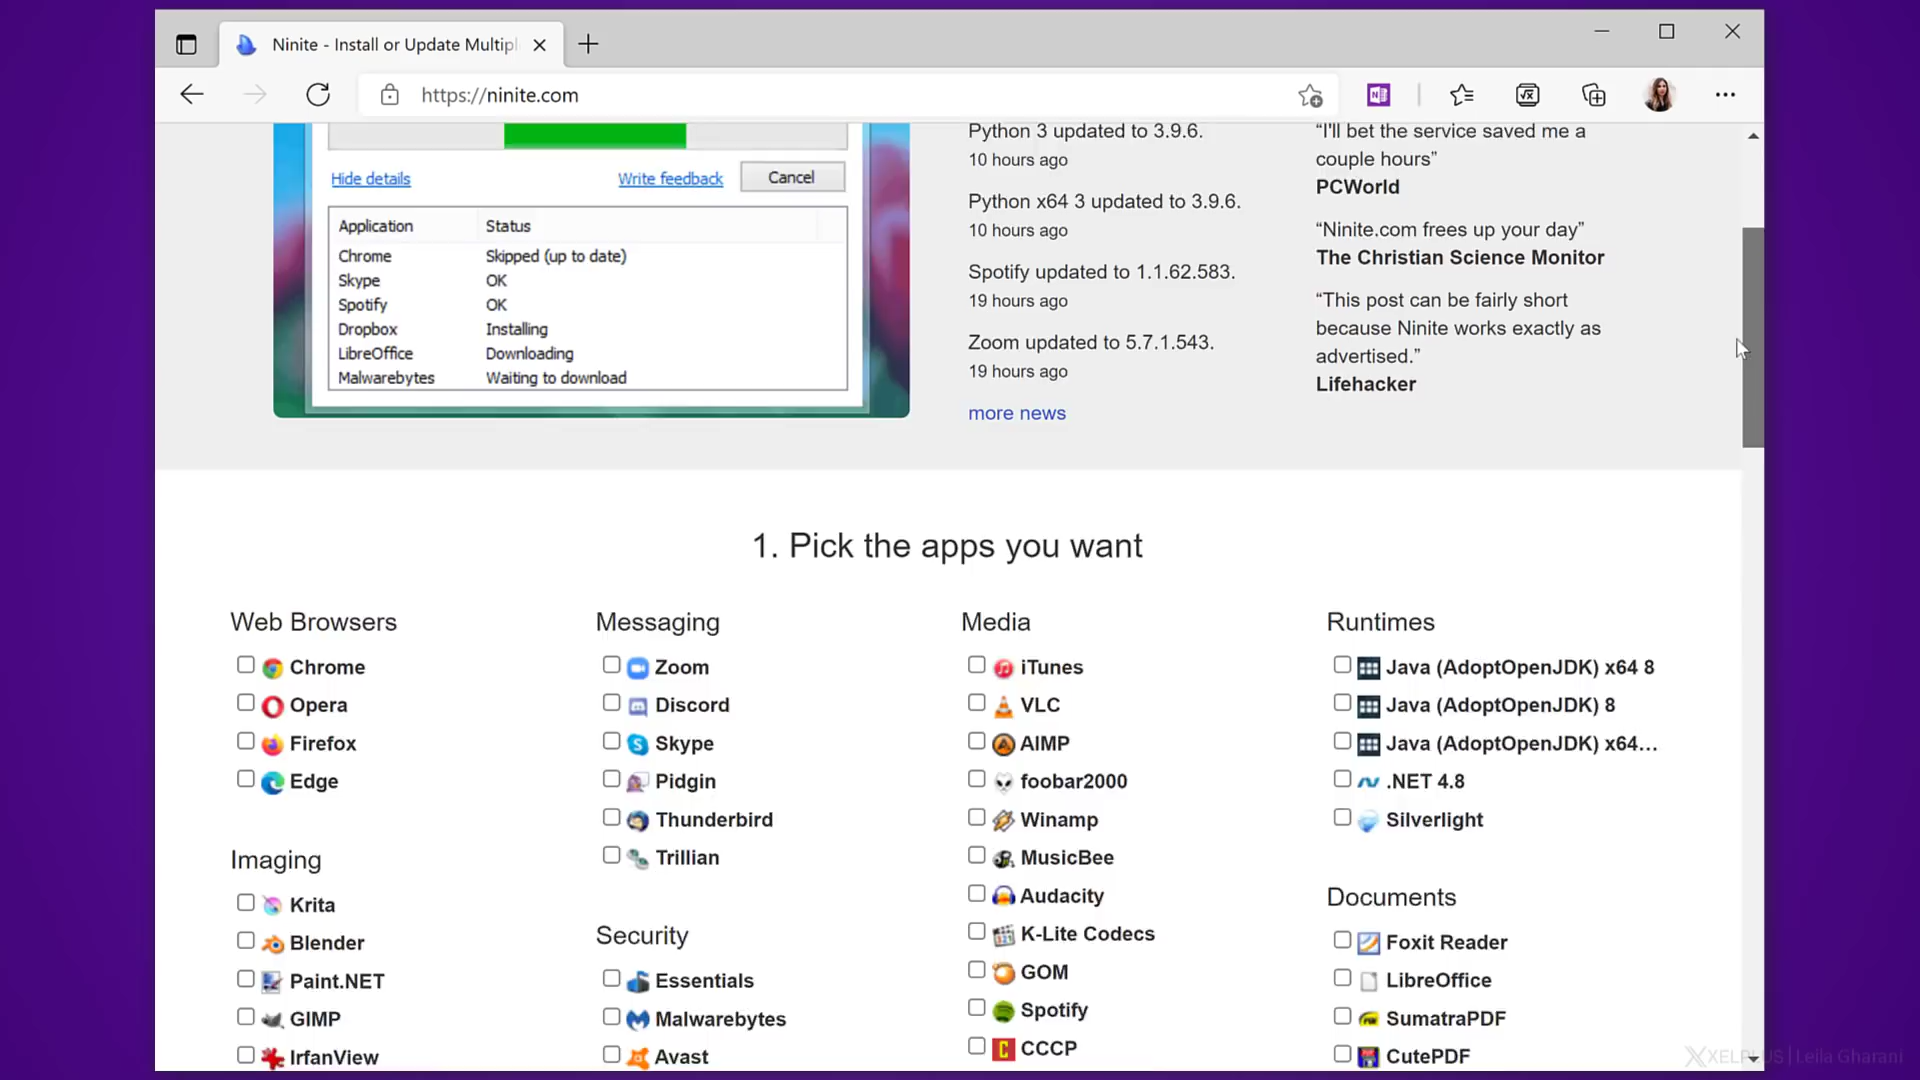 Ninite - Install or Update Multipl
https://ninite.com
Hide details
Write feedback
Cancel
Application Status
Chrome Skipped (up to date)
Skype OK
Spotify OK
Dropbox Installing
LibreOffice Downloading
Malwarebytes Waiting to download
Python 3 updated to 3.9.6.
10 hours ago
Python x64 3 updated to 3.9.6.
10 hours ago
Spotify updated to 1.1.62.583.
19 hours ago
Zoom updated to 5.7.1.543.
19 hours ago
more news
“I'll bet the service saved me a
couple hours”
PCWorld
“Ninite.com frees up your day”
The Christian Science Monitor
“This post can be fairly short
because Ninite works exactly as
advertised.”
Lifehacker
1. Pick the apps you want
Web Browsers
Chrome
Opera
Firefox
Edge
Imaging
Krita
Blender
Paint.NET
GIMP
IrfanView
Messaging
Zoom
Discord
Skype
Pidgin
Thunderbird
Trillian
Security
Essentials
Malwarebytes
Avast
Media
iTunes
VLC
AIMP
foobar2000
Winamp
MusicBee
Audacity
K-Lite Codecs
GOM
Spotify
CCCP
Runtimes
Java (AdoptOpenJDK) x64 8
Java (AdoptOpenJDK) 8
Java (AdoptOpenJDK) x64...
.NET 4.8
Silverlight
Documents
Foxit Reader
LibreOffice
SumatraPDF
CutePDF
XELPLUS | Leila Gharani